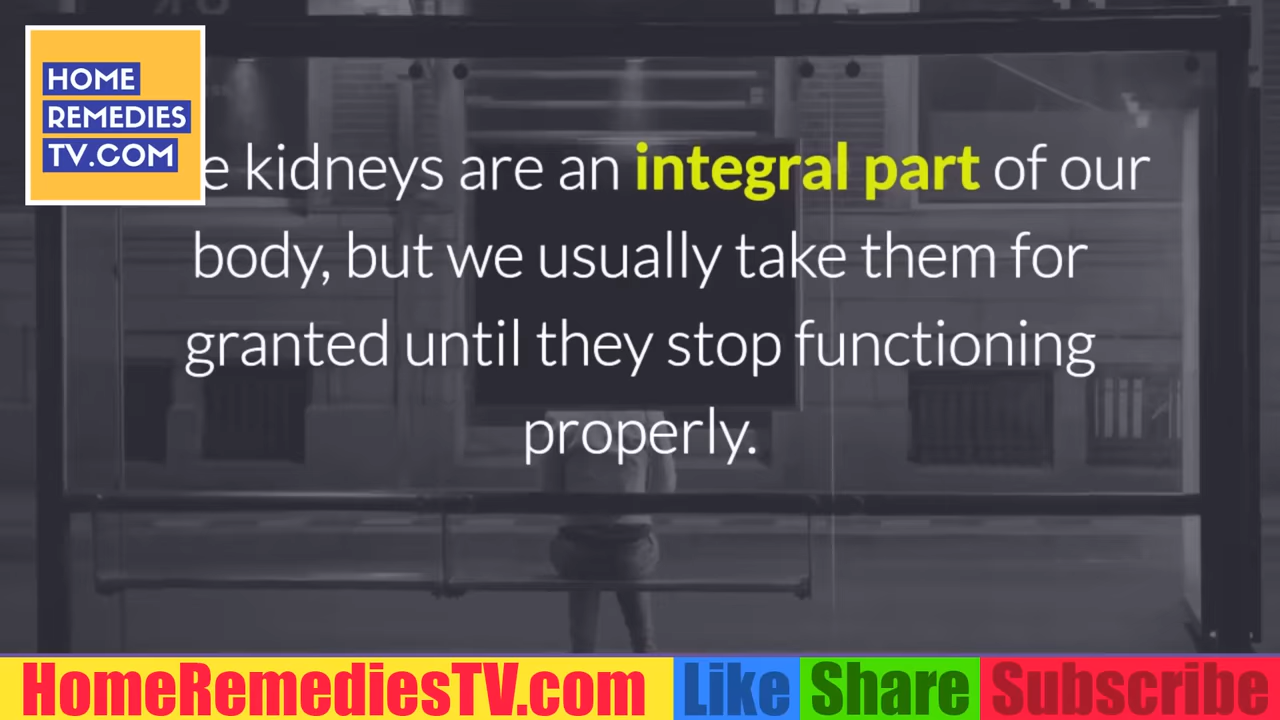 HOME
REMEDIES
TV.COM
e kidneys are an integral part of our
body, but we usually take them for
granted until they stop functioning
properly.
HomeRemediesTV.com Like Share Subscribe